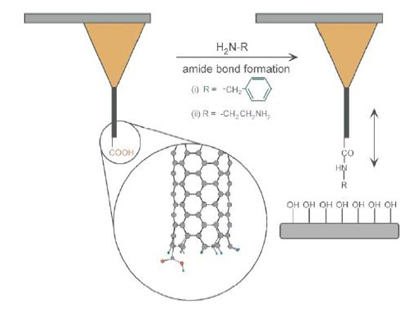 H₂N-R
amide bond formation
(i) R = -CH₂-
(ii) R = -CH₂CH₂NH₂
COOH
CO
HN
R
OH OH OH OH OH OH OH